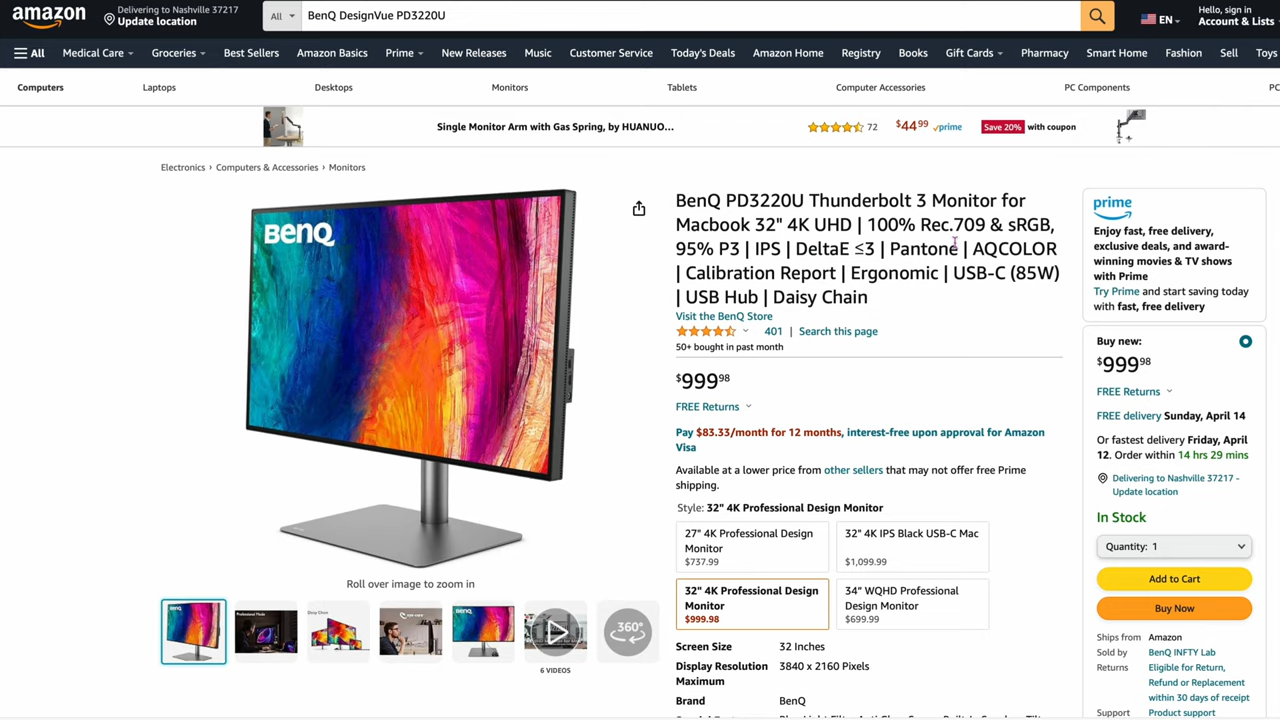 amazon
Delivering to Nashville 37217
Update location
All
BenQ DesignVue PD3220U
EN
Hello, sign in
Account & Lists
All
Medical Care
Groceries
Best Sellers
Amazon Basics
Prime
New Releases
Music
Customer Service
Today's Deals
Amazon Home
Registry
Books
Gift Cards
Pharmacy
Smart Home
Fashion
Sell
Toys
Computers
Laptops
Desktops
Monitors
Tablets
Computer Accessories
PC Components
PC
Single Monitor Arm with Gas Spring, by HUANUO...
72
$44 99
prime
Save 20% with coupon
Electronics › Computers & Accessories › Monitors
BenQ
BenQ
Roll over image to zoom in
BenQ
Professional Mode
Daisy Chain
BenQ
360°
6 VIDEOS
BenQ PD3220U Thunderbolt 3 Monitor for
Macbook 32" 4K UHD | 100% Rec.709 & sRGB,
95% P3 | IPS | DeltaE ≤3 | Pantone | AQCOLOR
| Calibration Report | Ergonomic | USB-C (85W)
| USB Hub | Daisy Chain
Visit the BenQ Store
401 | Search this page
50+ bought in past month
$999 98
FREE Returns
Pay $83.33/month for 12 months, interest-free upon approval for Amazon
Visa
Available at a lower price from other sellers that may not offer free Prime
shipping.
Style: 32" 4K Professional Design Monitor
27" 4K Professional Design
Monitor
$737.99
32" 4K IPS Black USB-C Mac
$1,099.99
32" 4K Professional Design
Monitor
$999.98
34" WQHD Professional
Design Monitor
$699.99
Screen Size 32 Inches
Display Resolution 3840 x 2160 Pixels
Maximum
Brand BenQ
prime
Enjoy fast, free delivery,
exclusive deals, and award-
winning movies & TV shows
with Prime
Try Prime and start saving today
with fast, free delivery
Buy new:
$999 98
FREE Returns
FREE delivery Sunday, April 14
Or fastest delivery Friday, April
12. Order within 14 hrs 29 mins
Delivering to Nashville 37217 -
Update location
In Stock
Quantity: 1
Add to Cart
Buy Now
Ships from Amazon
Sold by BenQ INFTY Lab
Returns Eligible for Return,
Refund or Replacement
within 30 days of receipt
Support Product support